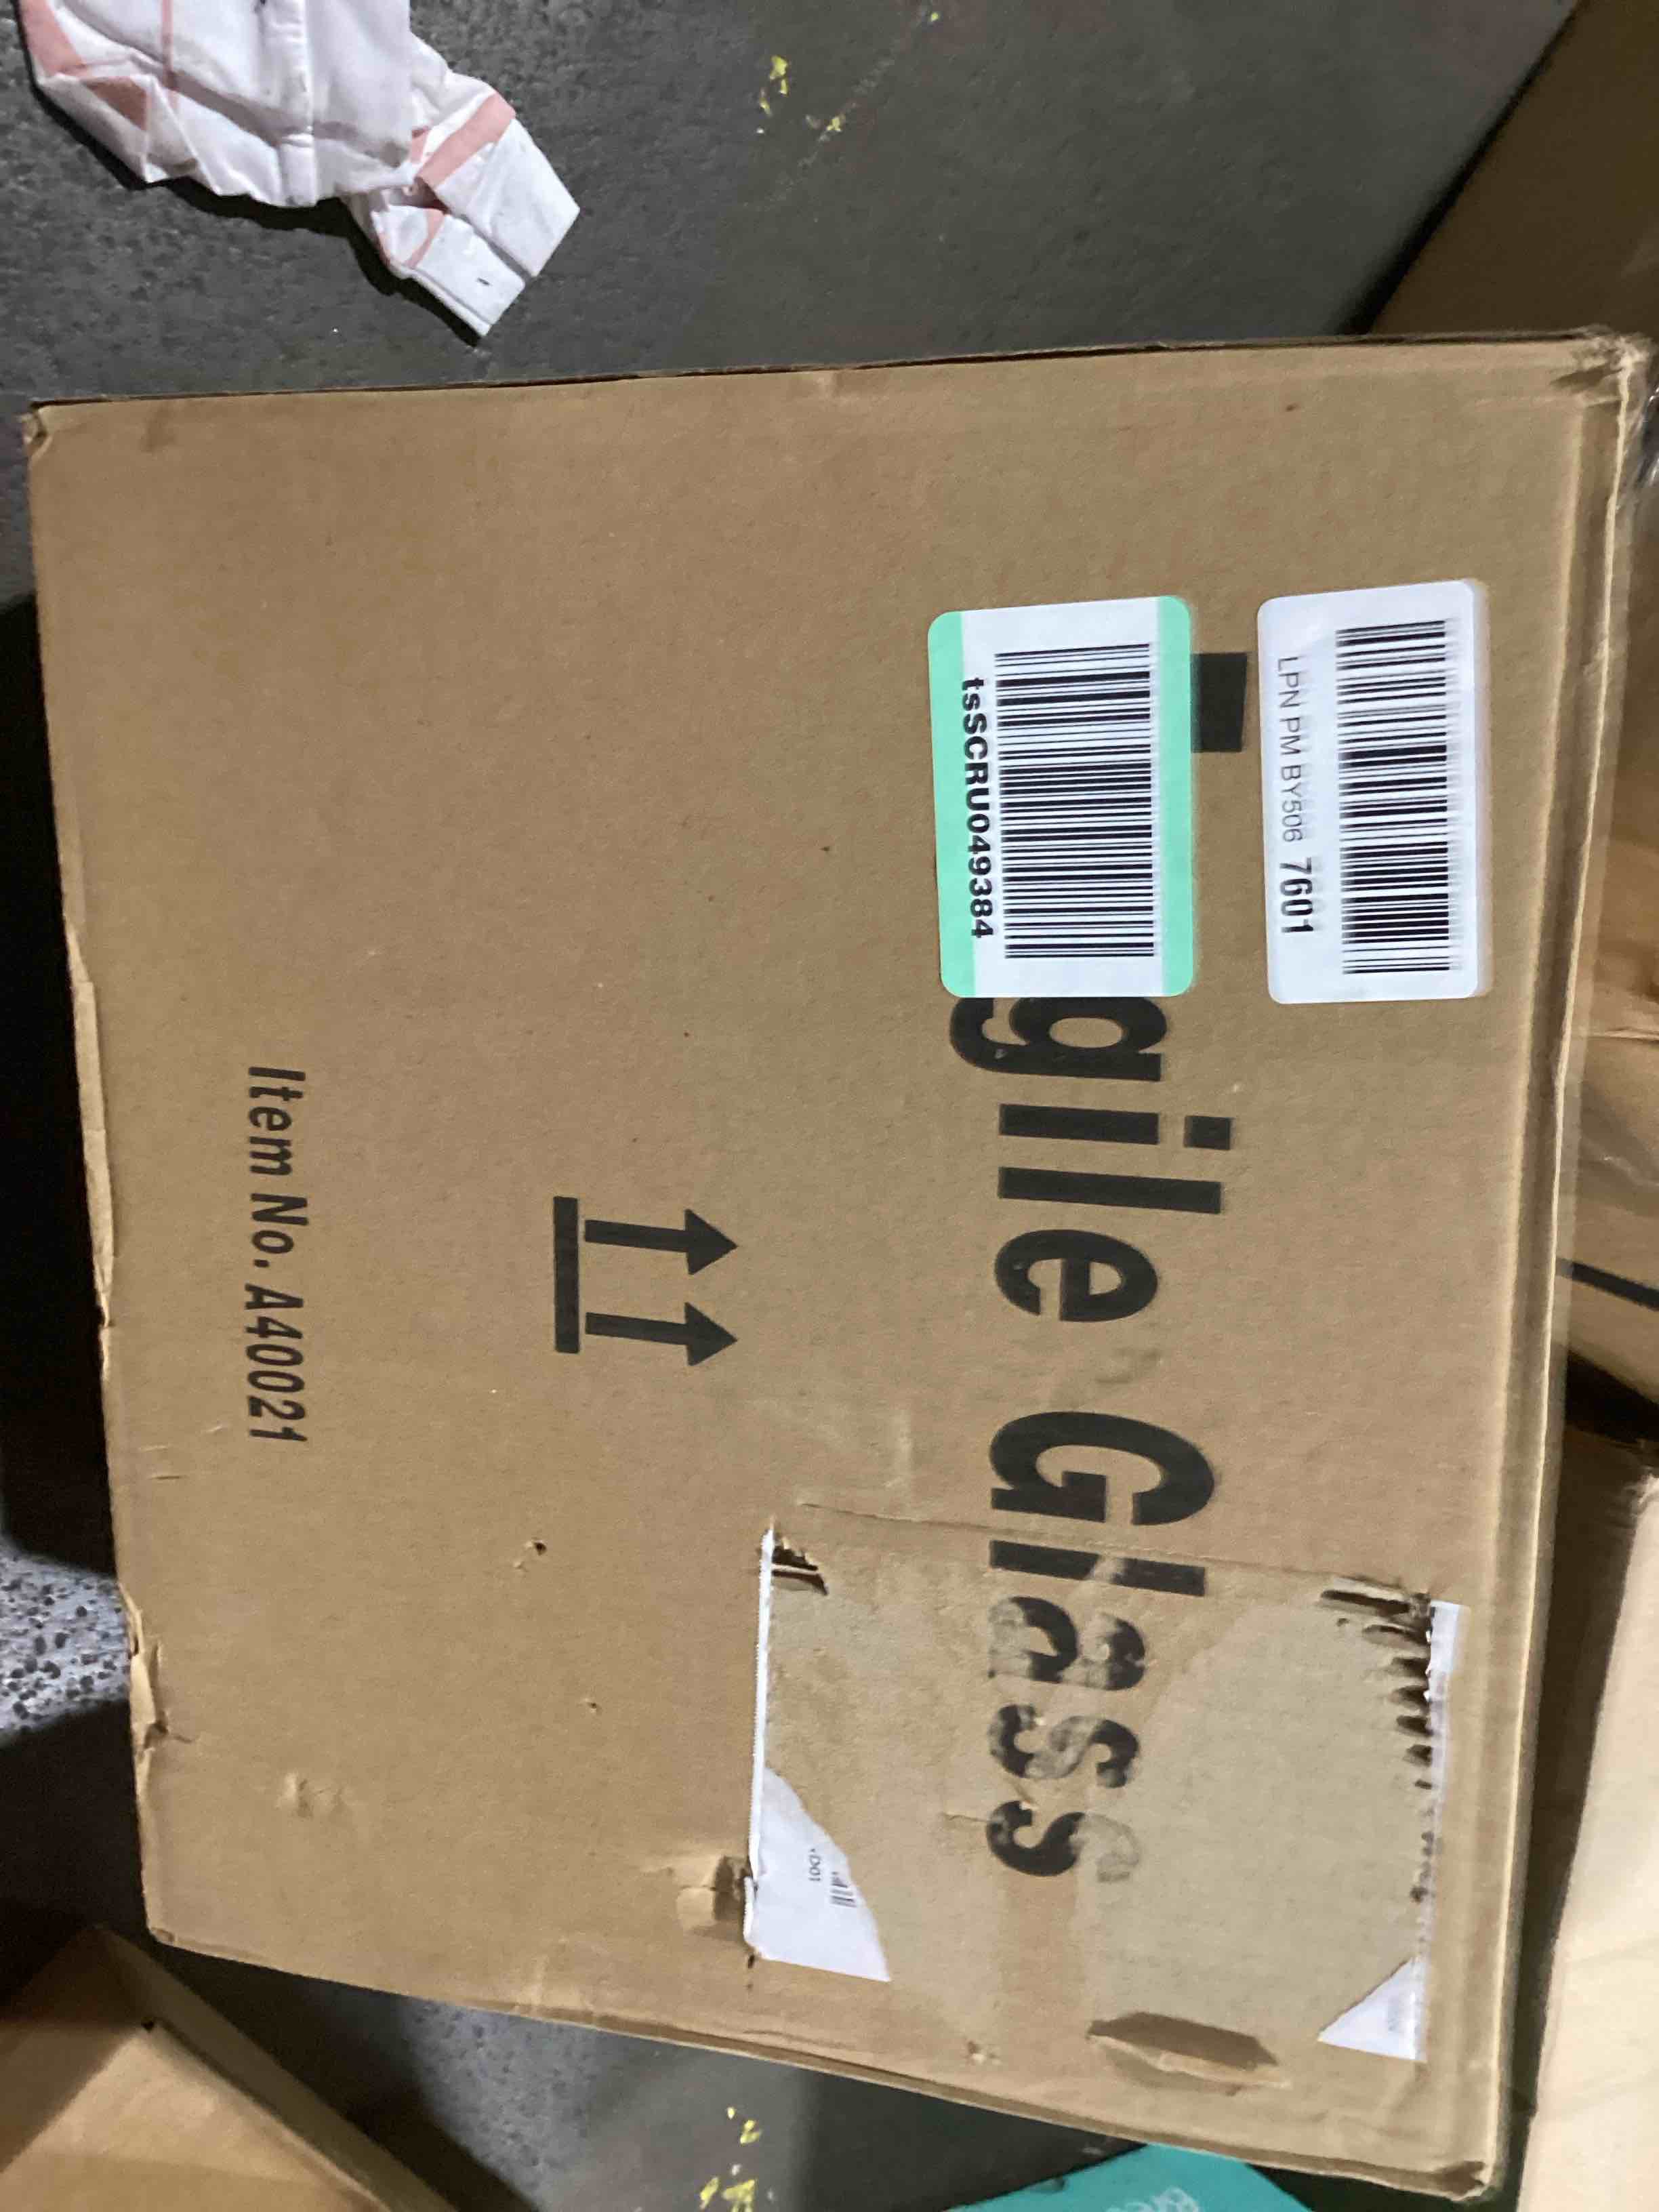 LPN PM BY506 7601
tsSCRU049384
gile Glass
Item No. A40021